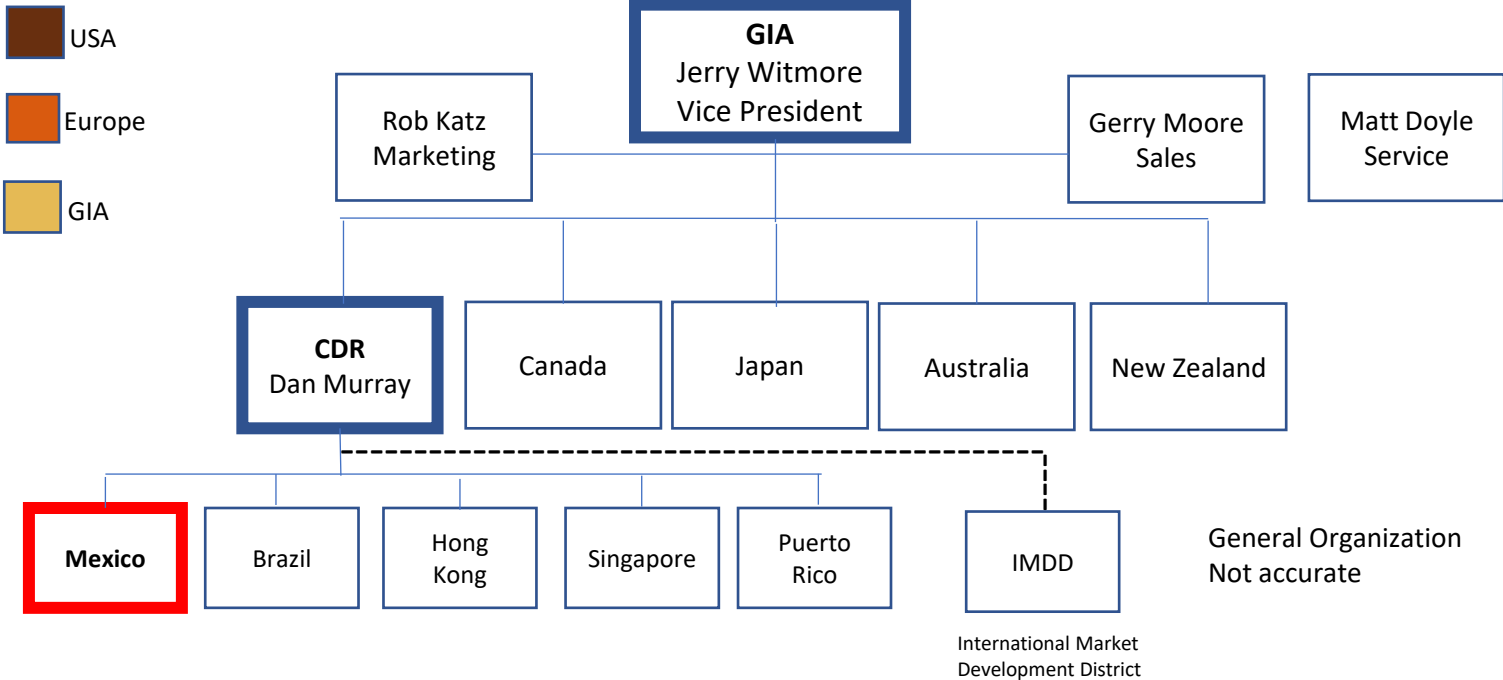 USA
Europe
GIA
GIA
Jerry Witmore
Vice President
Rob Katz
Marketing
Gerry Moore
Sales
Matt Doyle
Service
CDR
Dan Murray
Canada
Japan
Australia
New Zealand
Mexico
Brazil
Hong
Kong
Singapore
Puerto
Rico
IMDD
General Organization
Not accurate
International Market
Development District